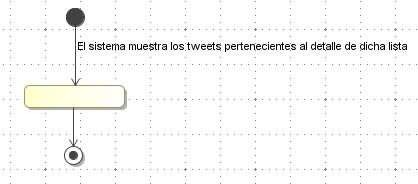 El sistema muestra los tweets pertenecientes al detalle de dicha lista